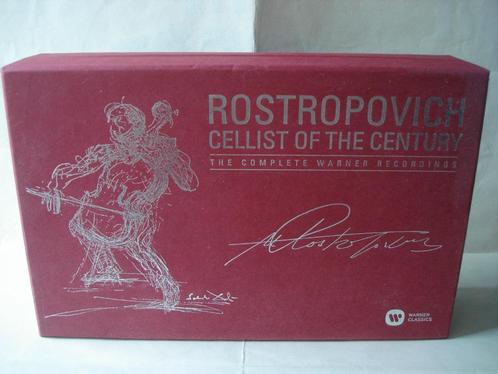 ROSTROPOVICH
CELLIST OF THE CENTURY
THE COMPLETE WARNER RECORDINGS
WARNER
CLASSICS